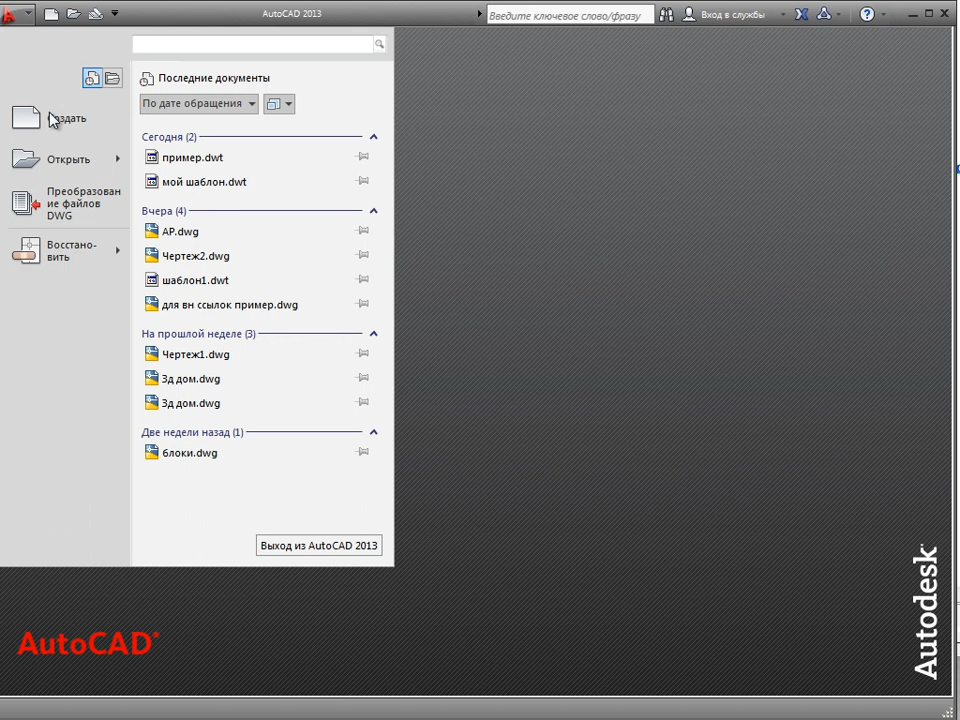 AutoCAD 2013
Введите ключевое слово/фразу
Вход в службы
Последние документы
По дате обращения
Создать
Открыть
Преобразован
ие файлов
DWG
Восстано-
вить
Сегодня (2)
пример.dwt
мой шаблон.dwt
Вчера (4)
АР.dwg
Чертеж2.dwg
шаблон1.dwt
для вн ссылок пример.dwg
На прошлой неделе (3)
Чертеж1.dwg
3д дом.dwg
3д дом.dwg
Две недели назад (1)
блоки.dwg
Выход из AutoCAD 2013
AutoCAD®
Autodesk®